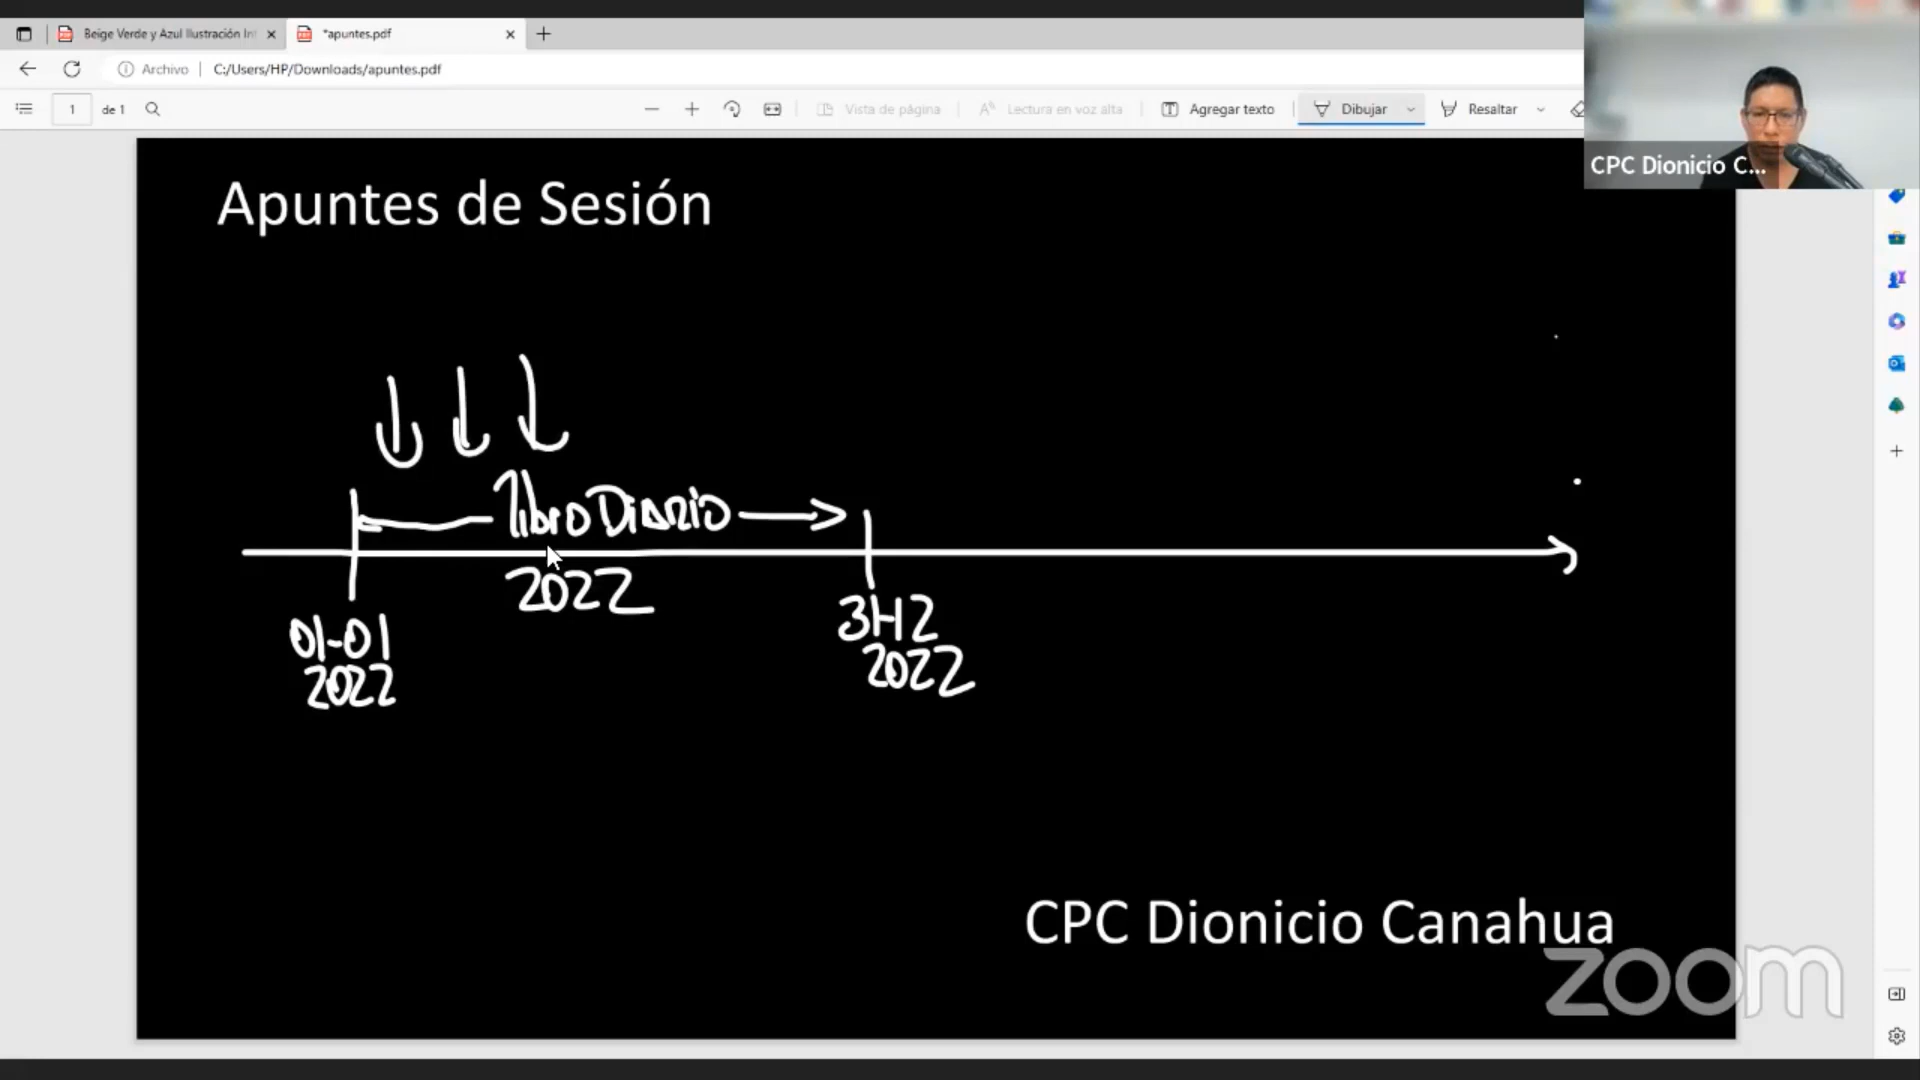 Beige Verde y Azul Ilustración In
*apuntes.pdf
Archivo
C:/Users/HP/Downloads/apuntes.pdf
1 de 1
Vista de página
Lectura en voz alta
Agregar texto
Dibujar
Resaltar
CPC Dionicio C...
Apuntes de Sesión
libro Diario
2022
01-01
2022
31-12
2022
CPC Dionicio Canahua
zoom